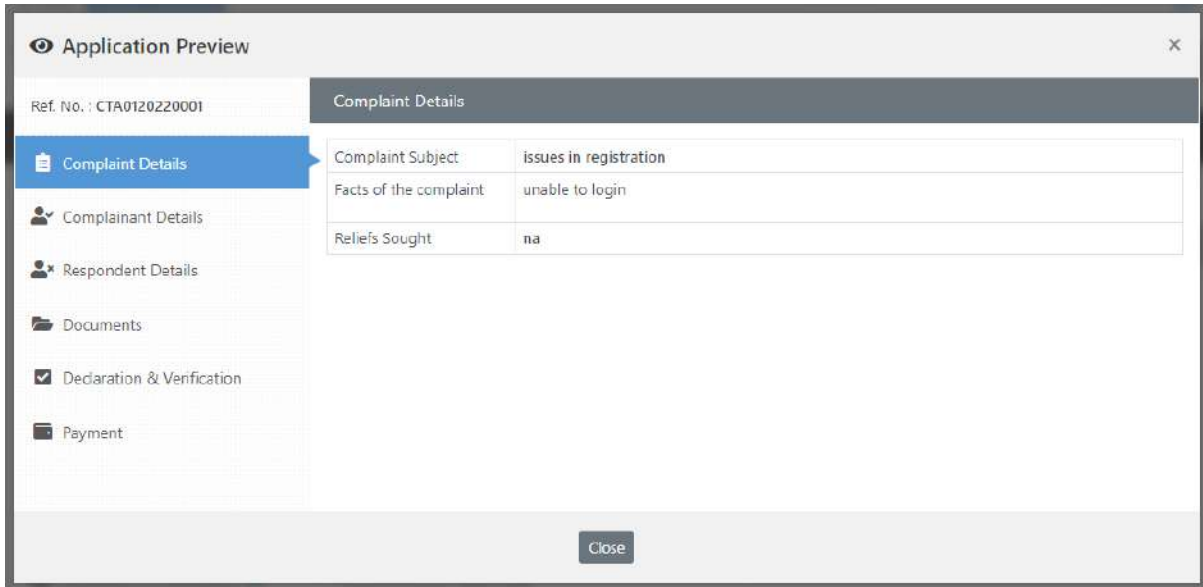 Application Preview
×
Ref. No. : CTA0120220001
Complaint Details
Complainant Details
Respondent Details
Documents
Declaration & Verification
Payment
Complaint Details
Complaint Subject issues in registration
Facts of the complaint unable to login
Reliefs Sought na
Close